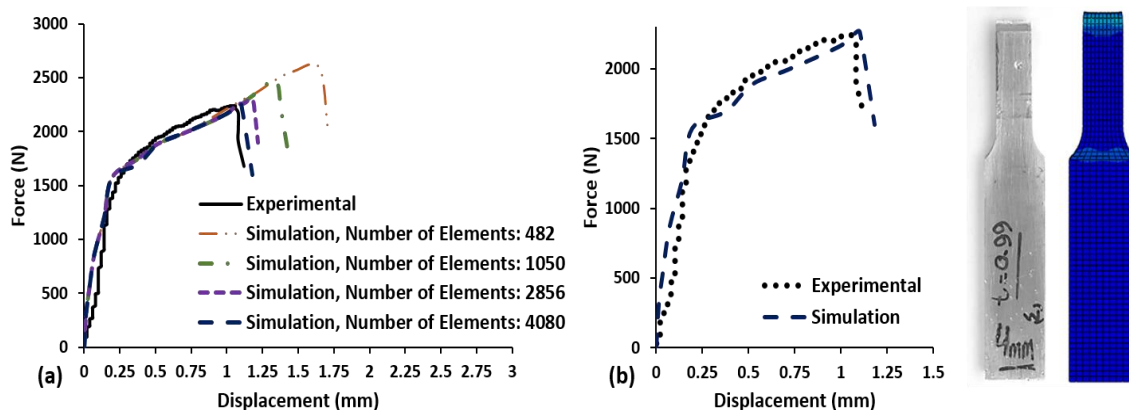 3000
2500
2000
1500
1000
500
0
Force (N)
Experimental
Simulation, Number of Elements: 482
Simulation, Number of Elements: 1050
Simulation, Number of Elements: 2856
Simulation, Number of Elements: 4080
0 0.25 0.5 0.75 1 1.25 1.5 1.75 2 2.25 2.5 2.75 3
(a)
Displacement (mm)
2000
1500
1000
500
0
Force (N)
Experimental
Simulation
0 0.25 0.5 0.75 1 1.25 1.5
(b)
Displacement (mm)
t=0.99
mm